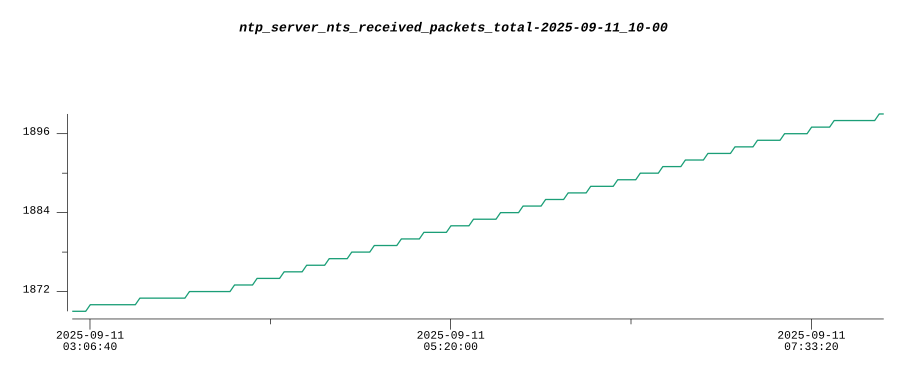 ntp_server_nts_received_packets_total-2025-09-11_10-00
1896
1884
1872
2025-09-11 2025-09-11 2025-09-11
03:06:40 05:20:00 07:33:20